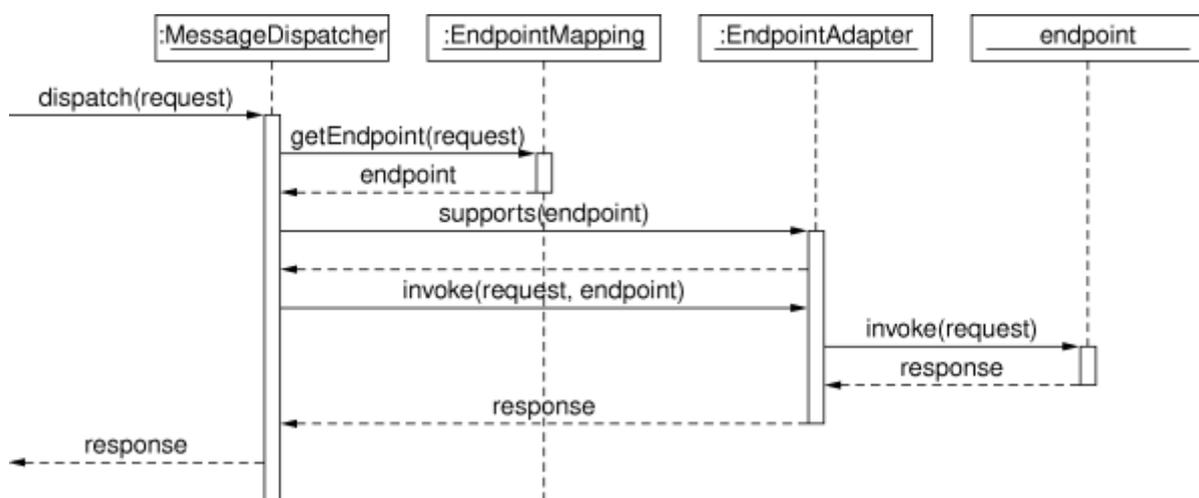 :MessageDispatcher
:EndpointMapping
:EndpointAdapter
endpoint
dispatch(request)
getEndpoint(request)
endpoint
supports(endpoint)
invoke(request, endpoint)
invoke(request)
response
response
response